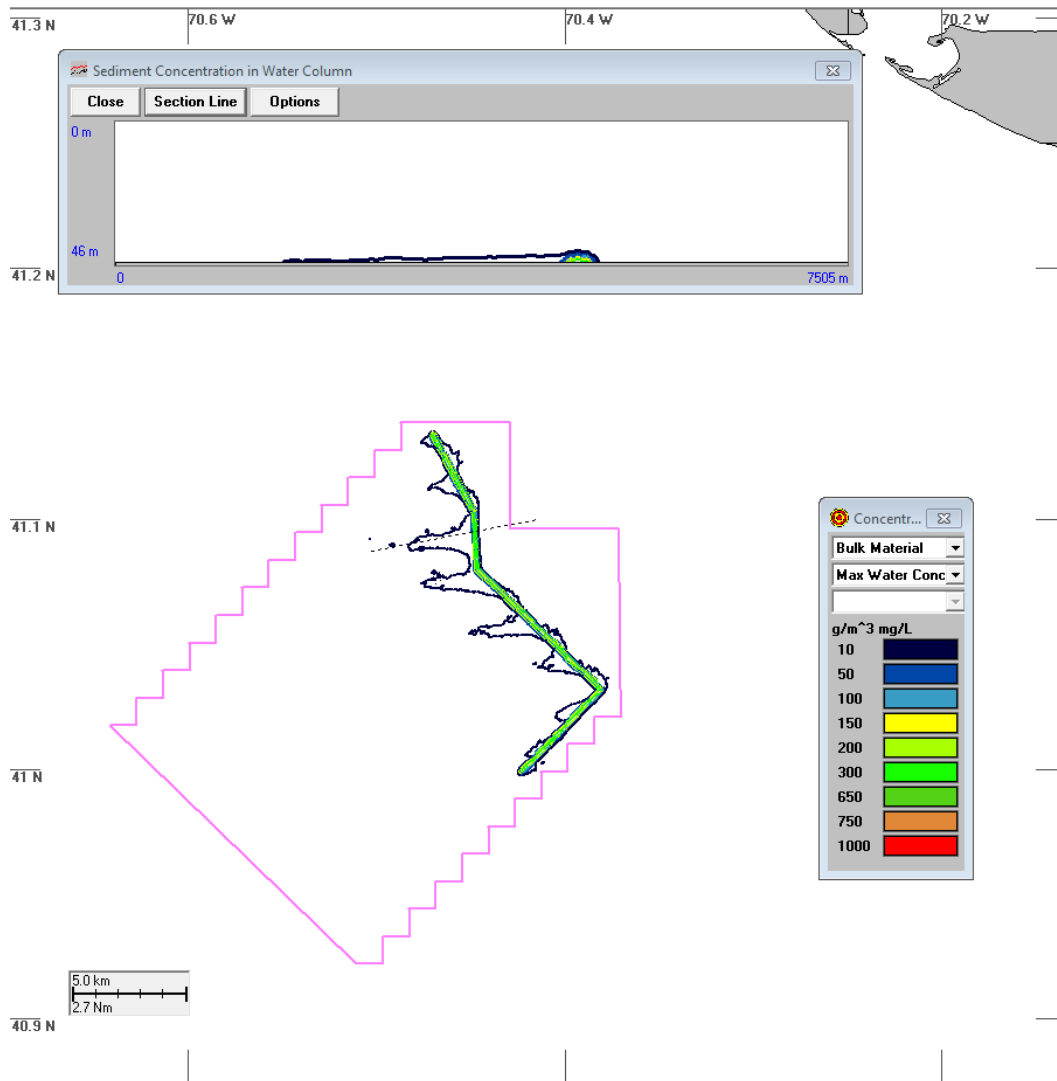 41.3 N
70.6 W
70.4 W
70.2 W
Sediment Concentration in Water Column
Close
Section Line
Options
0 m
46 m
0
7505 m
41.2 N
41.1 N
Concentr...
Bulk Material
Max Water Conc
g/m^3 mg/L
10
50
100
150
200
300
650
750
1000
41 N
5.0 km
2.7 Nm
40.9 N